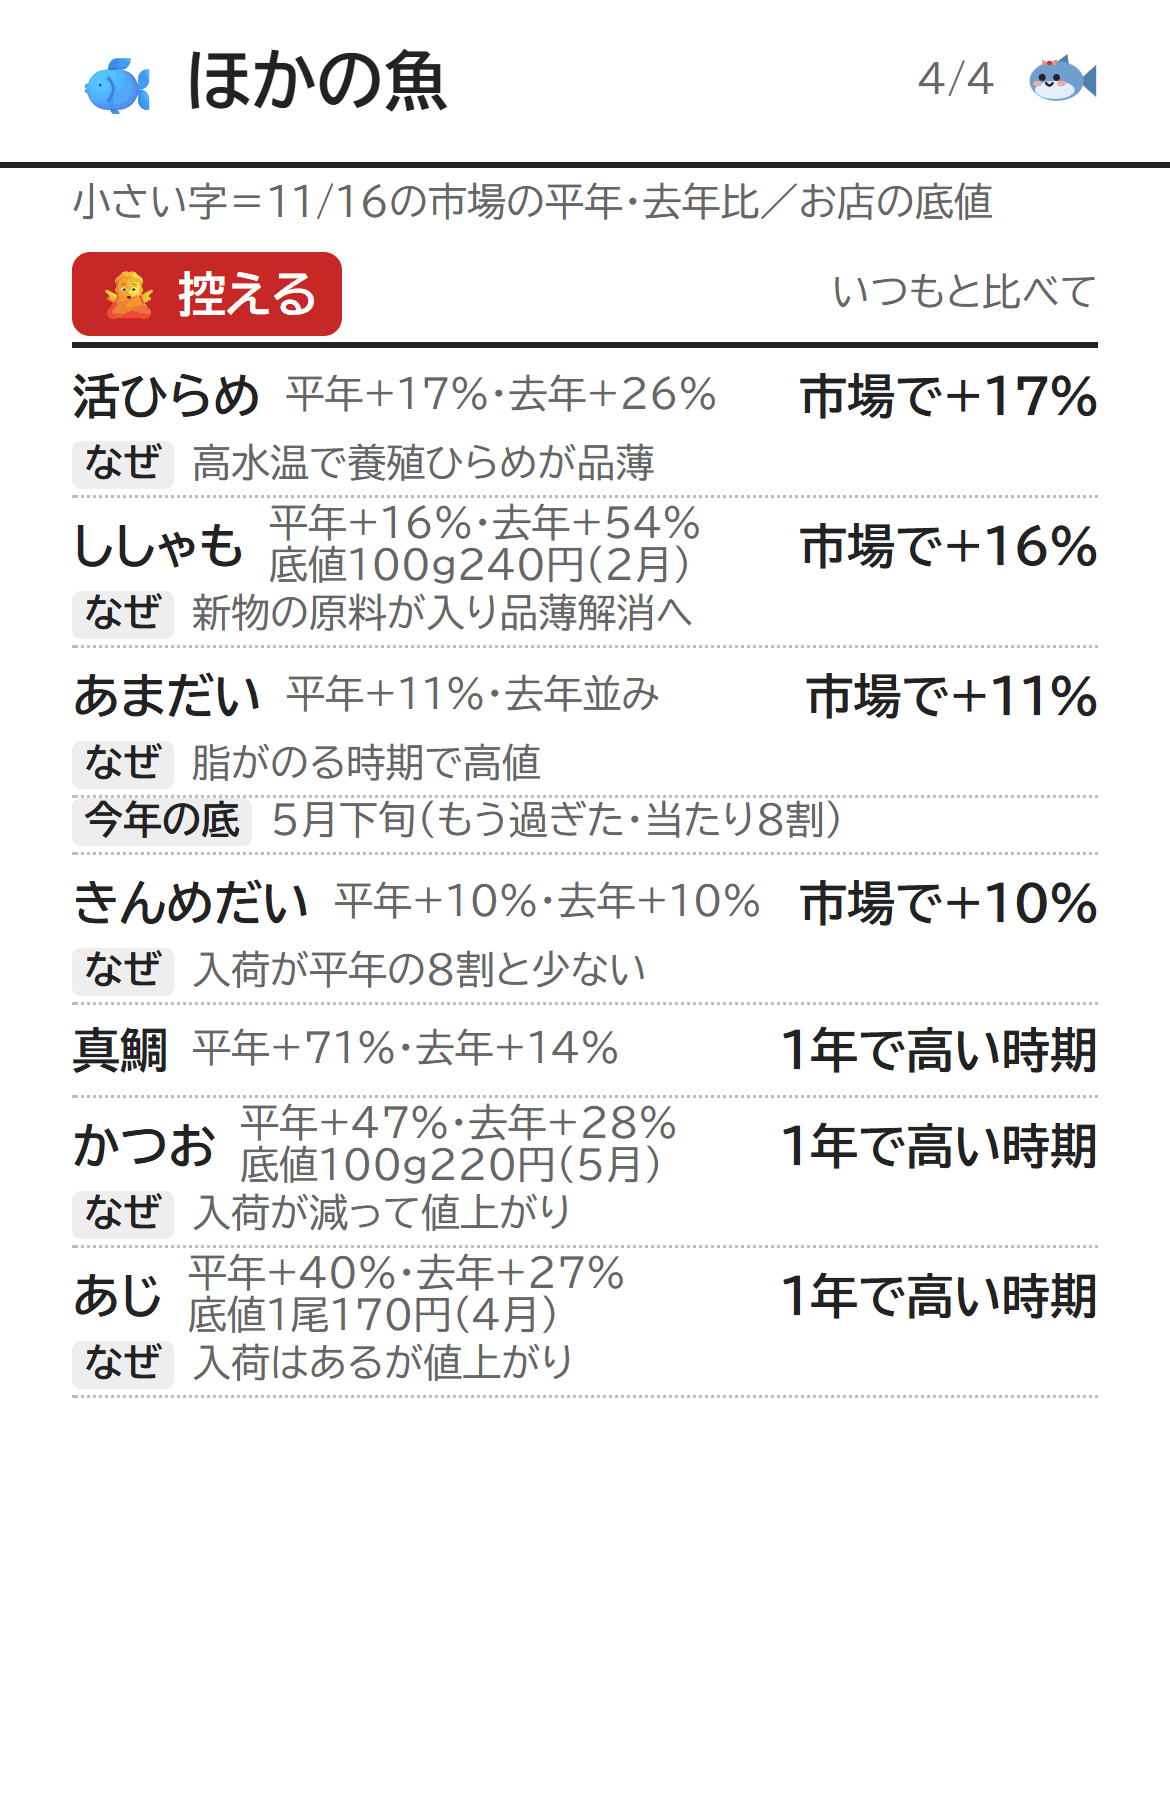 ほかの魚 4/4
小さい字＝11/16の市場の平年・去年比／お店の底値
控える いつもと比べて
活ひらめ 平年+17%・去年+26% 市場で+17%
なぜ 高水温で養殖ひらめが品薄
ししゃも 平年+16%・去年+54% 市場で+16%
底値100g240円(2月)
なぜ 新物の原料が入り品薄解消へ
あまだい 平年+11%・去年並み 市場で+11%
なぜ 脂がのる時期で高値
今年の底 5月下旬(もう過ぎた・当たり8割)
きんめだい 平年+10%・去年+10% 市場で+10%
なぜ 入荷が平年の8割と少ない
真鯛 平年+71%・去年+14% 1年で高い時期
かつお 平年+47%・去年+28% 1年で高い時期
底値100g220円(5月)
なぜ 入荷が減って値上がり
あじ 平年+40%・去年+27% 1年で高い時期
底値1尾170円(4月)
なぜ 入荷はあるが値上がり